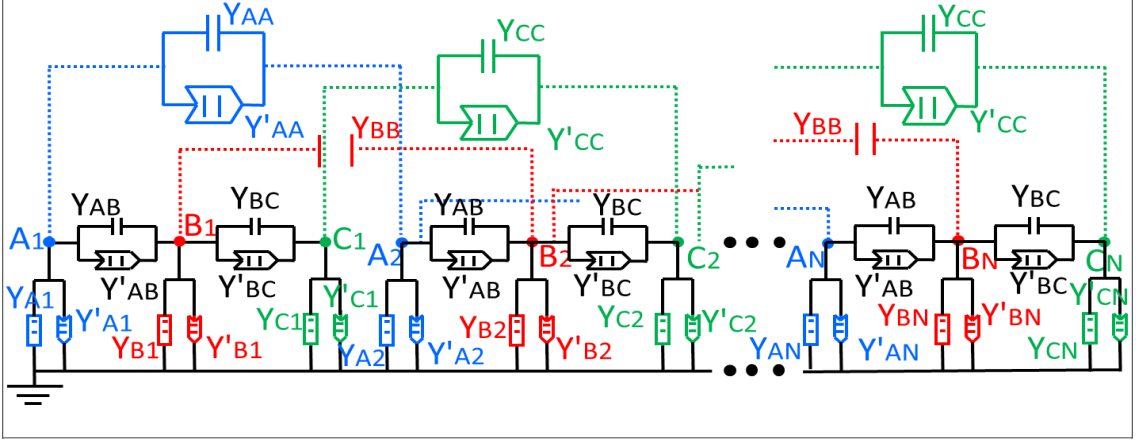 YAA
YCC
YCC
Y'AA
YBB
Y'CC
YBB
Y'CC
YAB
B1
YBC
YAB
YBC
YAB
YBC
A1
C1
A2
B2
C2
AN
BN
CN
Y'AB
Y'BC
Y'AB
Y'BC
Y'AB
Y'BC
YA1
Y'A1
YB1
Y'B1
YC1
Y'C1
YA2
Y'A2
YB2
Y'B2
YC2
Y'C2
YAN
Y'AN
YBN
Y'BN
YCN
Y'CN